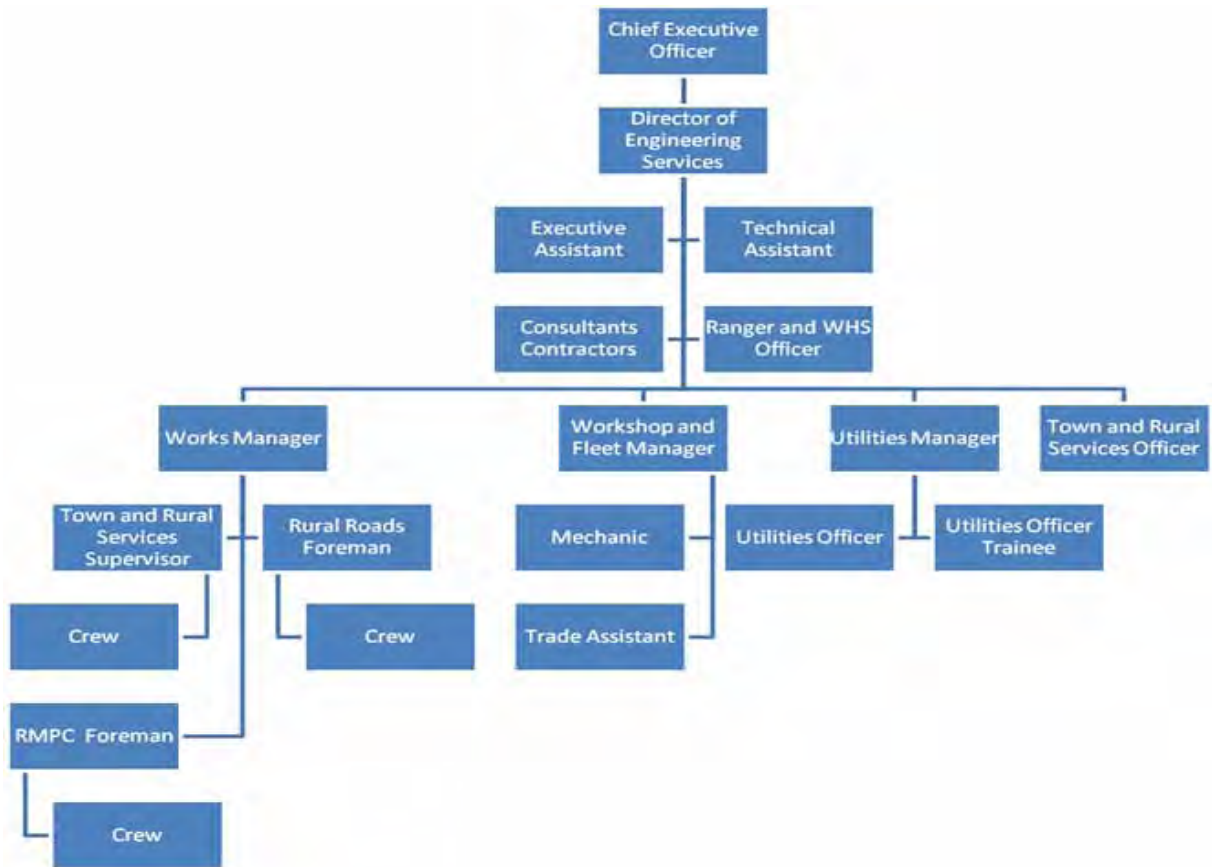 Chief Executive
Officer
Director of
Engineering
Services
Executive
Assistant
Technical
Assistant
Consultants
Contractors
Ranger and WHS
Officer
Works Manager
Workshop and
Fleet Manager
Utilities Manager
Town and Rural
Services Officer
Town and Rural
Services
Supervisor
Rural Roads
Foreman
Mechanic
Utilities Officer
Utilities Officer
Trainee
Crew
Crew
Trade Assistant
RMPC Foreman
Crew